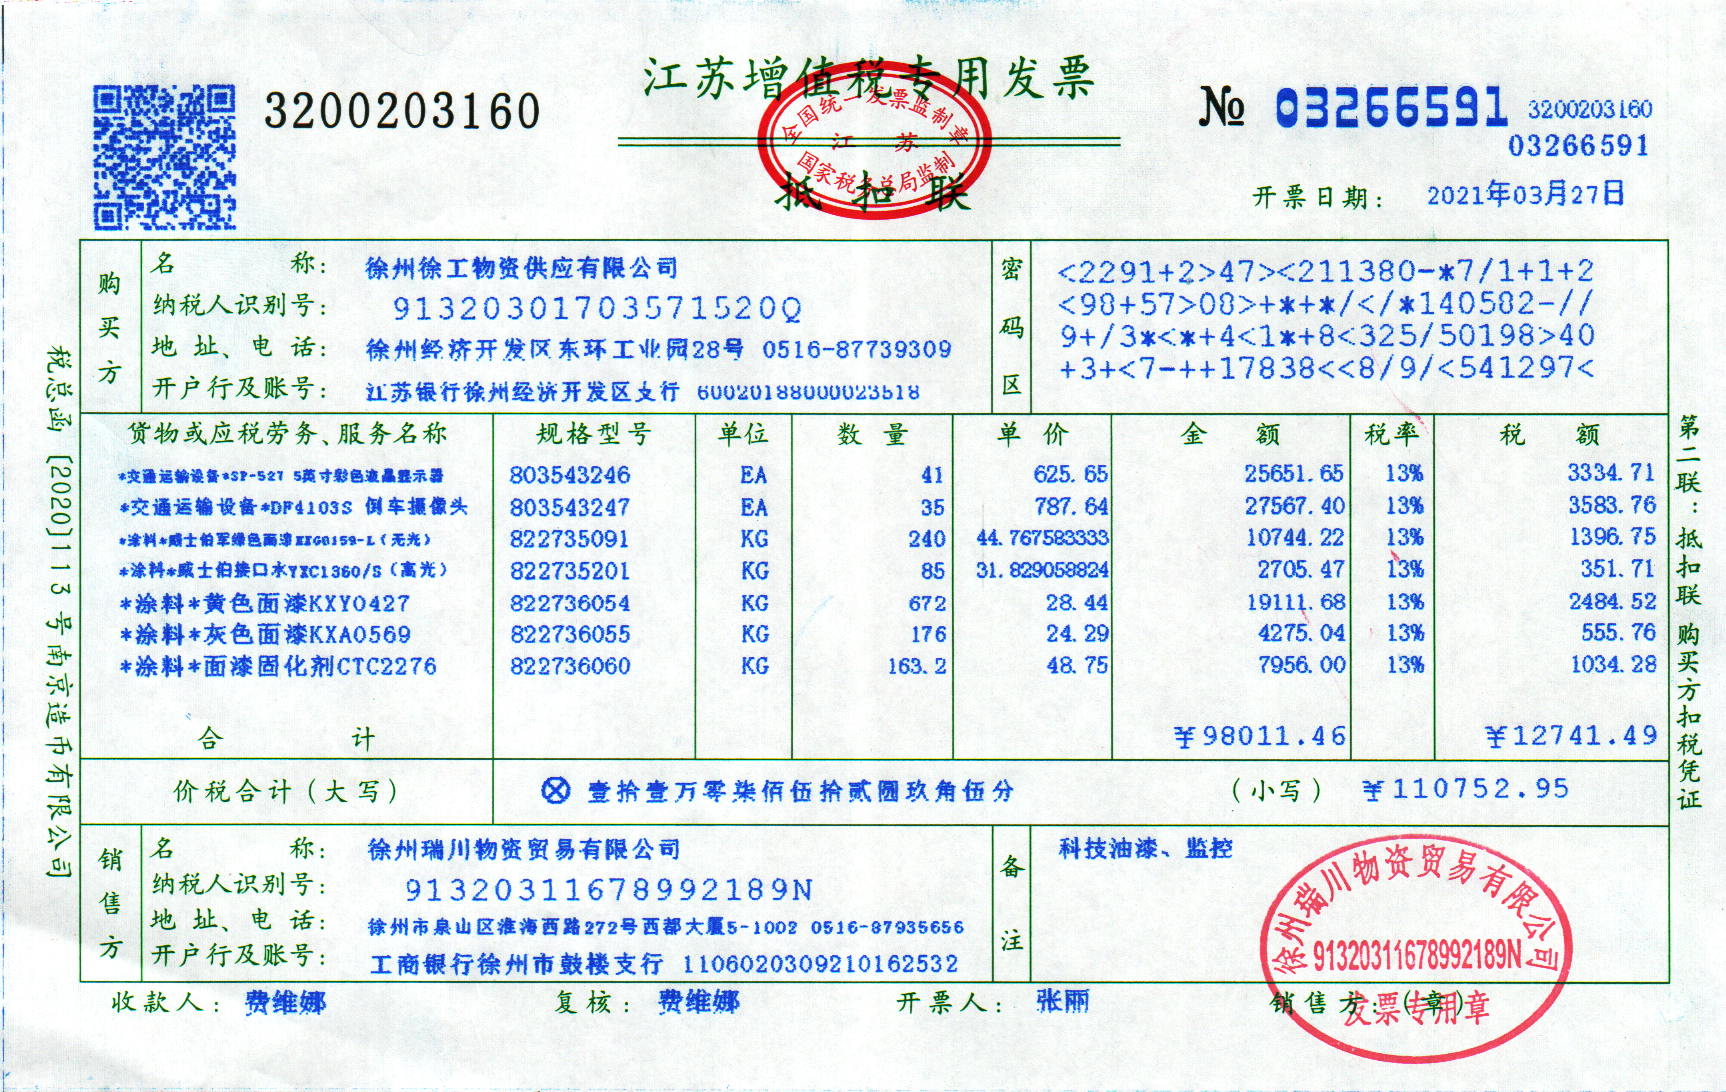 江苏增值税专用发票
3200203160
全国统一发票监制章
江 苏
国家税务总局监制
抵扣联
№ 03266591 3200203160
03266591
开票日期: 2021年03月27日
购买方
名称: 徐州徐工物资供应有限公司
纳税人识别号: 91320301703571520Q
地址、电话: 徐州经济开发区东环工业园28号 0516-87739309
开户行及账号: 江苏银行徐州经济开发区支行 60020188000023518
密码区
<2291+2>47><211380-*7/1+1+2
<98+57>08>+*+*/</*140582-//
9+/3*<*+4<1*+8<325/50198>40
+3+<7-++17838<<8/9/<541297<
货物或应税劳务、服务名称 规格型号 单位 数量 单价 金额 税率 税额
*交通运输设备*SP-527 5英寸彩色液晶显示器 803543246 EA 41 625.65 25651.65 13% 3334.71
*交通运输设备*DF4103S 倒车摄像头 803543247 EA 35 787.64 27567.40 13% 3583.76
*涂料*威士伯军绿色面漆KXG0159-L(无光) 822735091 KG 240 44.767583333 10744.22 13% 1396.75
*涂料*威士伯接口水YXC1360/S(高光) 822735201 KG 85 31.829058824 2705.47 13% 351.71
*涂料*黄色面漆KXY0427 822736054 KG 672 28.44 19111.68 13% 2484.52
*涂料*灰色面漆KXA0569 822736055 KG 176 24.29 4275.04 13% 555.76
*涂料*面漆固化剂CTC2276 822736060 KG 163.2 48.75 7956.00 13% 1034.28
合计 ¥98011.46 ¥12741.49
价税合计(大写) ⊗ 壹拾壹万零柒佰伍拾贰圆玖角伍分 (小写) ¥110752.95
销售方
名称: 徐州瑞川物资贸易有限公司
纳税人识别号: 91320311678992189N
地址、电话: 徐州市泉山区淮海西路272号西都大厦5-1002 0516-87935656
开户行及账号: 工商银行徐州市鼓楼支行 1106020309210162532
备注
科技油漆、监控
徐州瑞川物资贸易有限公司
91320311678992189N
发票专用章
收款人: 费维娜 复核: 费维娜 开票人: 张丽 销售方:(章)
税总函〔2020〕113号南京造币有限公司
第二联:抵扣联 购买方扣税凭证